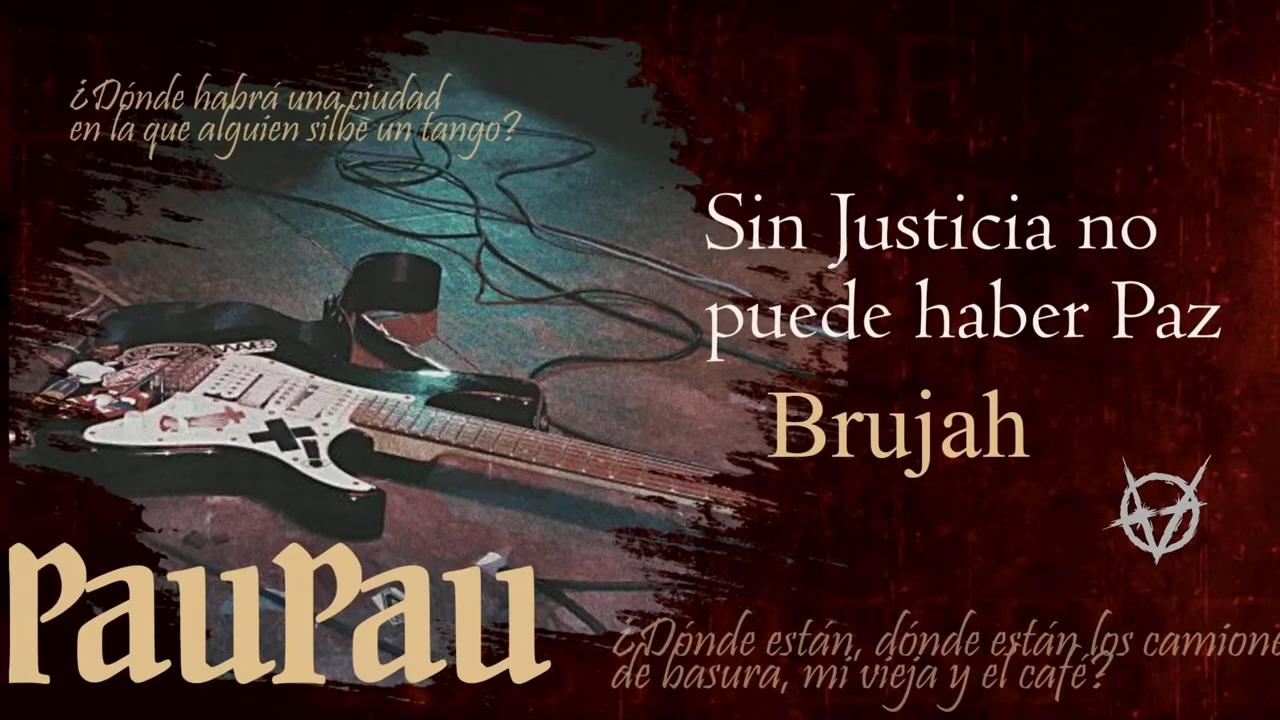 ¿Dónde habrá una ciudad
en la que alguien silbe un tango?
Sin Justicia no
puede haber Paz
Brujah
PauPau
¿Dónde están, dónde están los camione
de basura, mi vieja y el café?